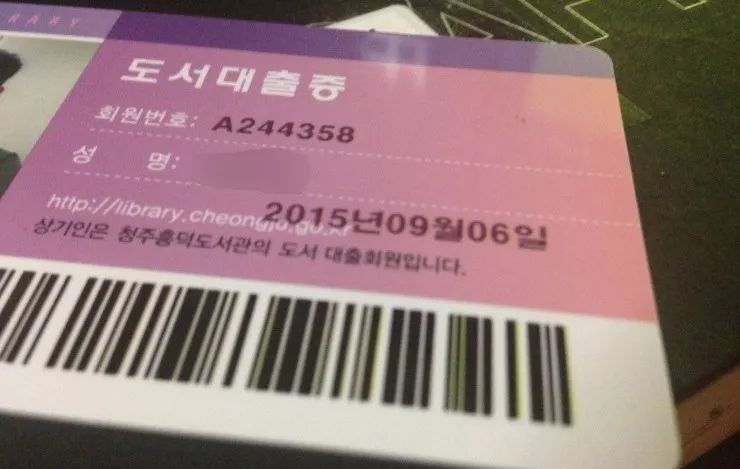 도서대출증
회원번호: A244358
성 명:
2015년09월06일
http://library.cheongju.go.kr
상기인은 청주흥덕도서관의 도서 대출회원입니다.